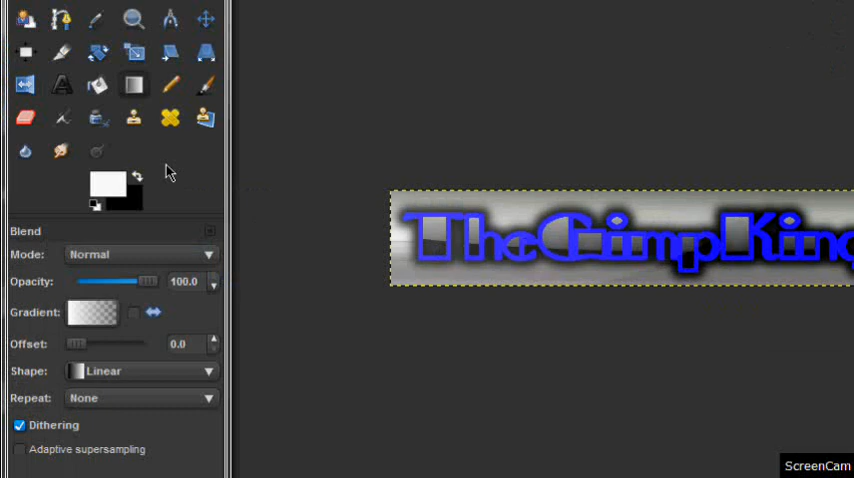 TheGimpKing
Blend
Mode: Normal
Opacity: 100.0
Gradient:
Offset: 0.0
Shape: Linear
Repeat: None
Dithering
Adaptive supersampling
ScreenCam